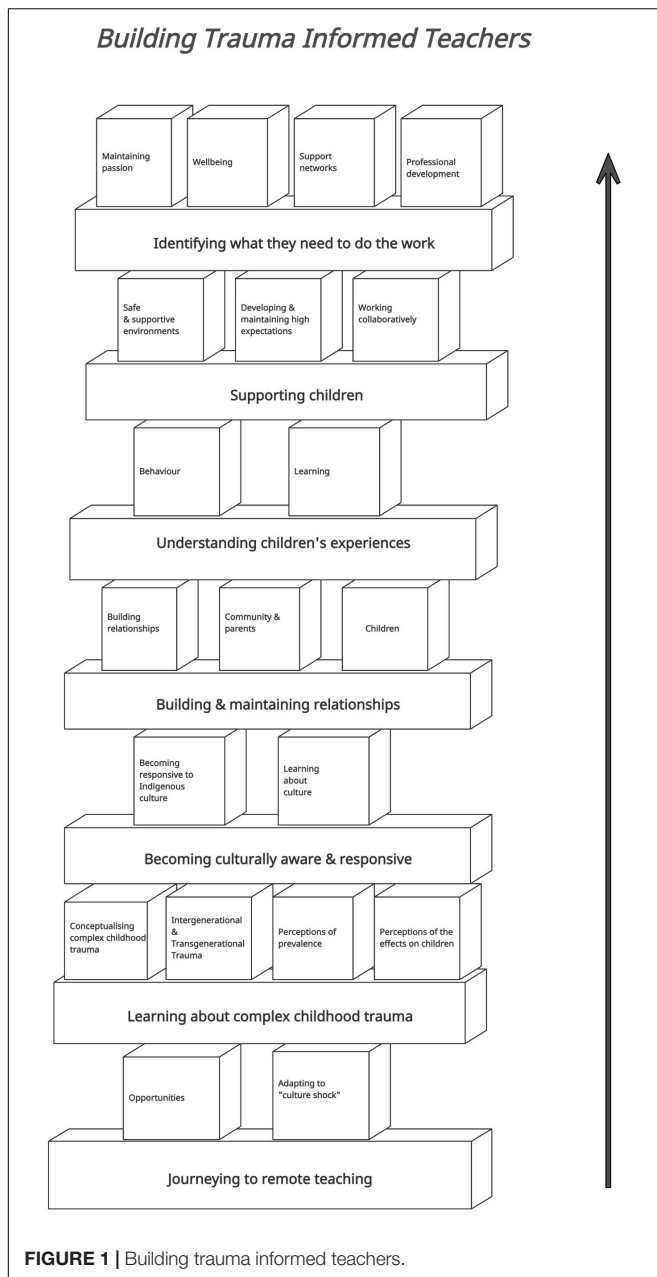 Building Trauma Informed Teachers
Maintaining
passion
Wellbeing
Support
networks
Professional
development
Identifying what they need to do the work
Safe
& supportive
environments
Developing &
maintaining high
expectations
Working
collaboratively
Supporting children
Behaviour
Learning
Understanding children's experiences
Building
relationships
Community &
parents
Children
Building & maintaining relationships
Becoming
responsive to
Indigenous
culture
Learning
about
culture
Becoming culturally aware & responsive
Conceptualising
complex childhood
trauma
Intergenerational
&
Transgenerational
Trauma
Perceptions of
prevalence
Perceptions of the
effects on children
Learning about complex childhood trauma
Opportunities
Adapting to
"culture shock"
Journeying to remote teaching
FIGURE 1 | Building trauma informed teachers.